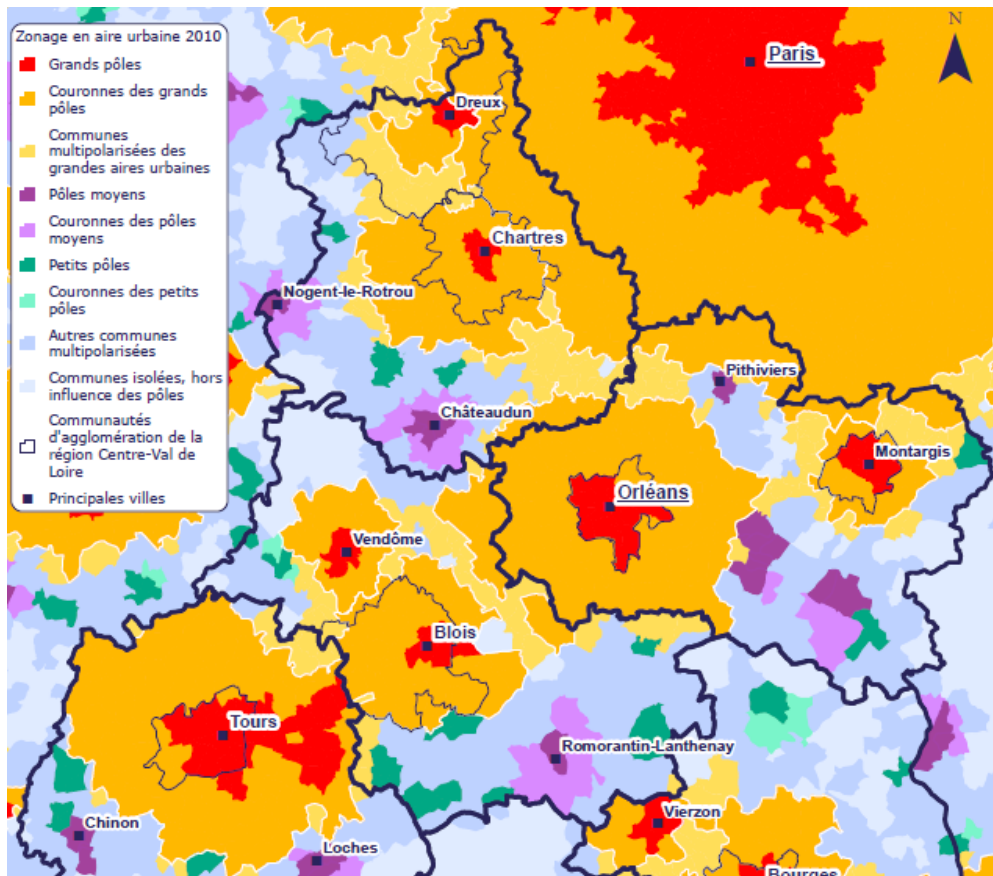 Zonage en aire urbaine 2010
Grands pôles
Couronnes des grands
pôles
Communes
multipolarisées des
grandes aires urbaines
Pôles moyens
Couronnes des pôles
moyens
Petits pôles
Couronnes des petits
pôles
Autres communes
multipolarisées
Communes isolées, hors
influence des pôles
Communautés
d'agglomération de la
région Centre-Val de
Loire
Principales villes
N
Paris
Dreux
Chartres
Nogent-le-Rotrou
Pithiviers
Châteaudun
Montargis
Orléans
Vendôme
Blois
Tours
Romorantin-Lanthenay
Vierzon
Chinon
Loches
Bourges